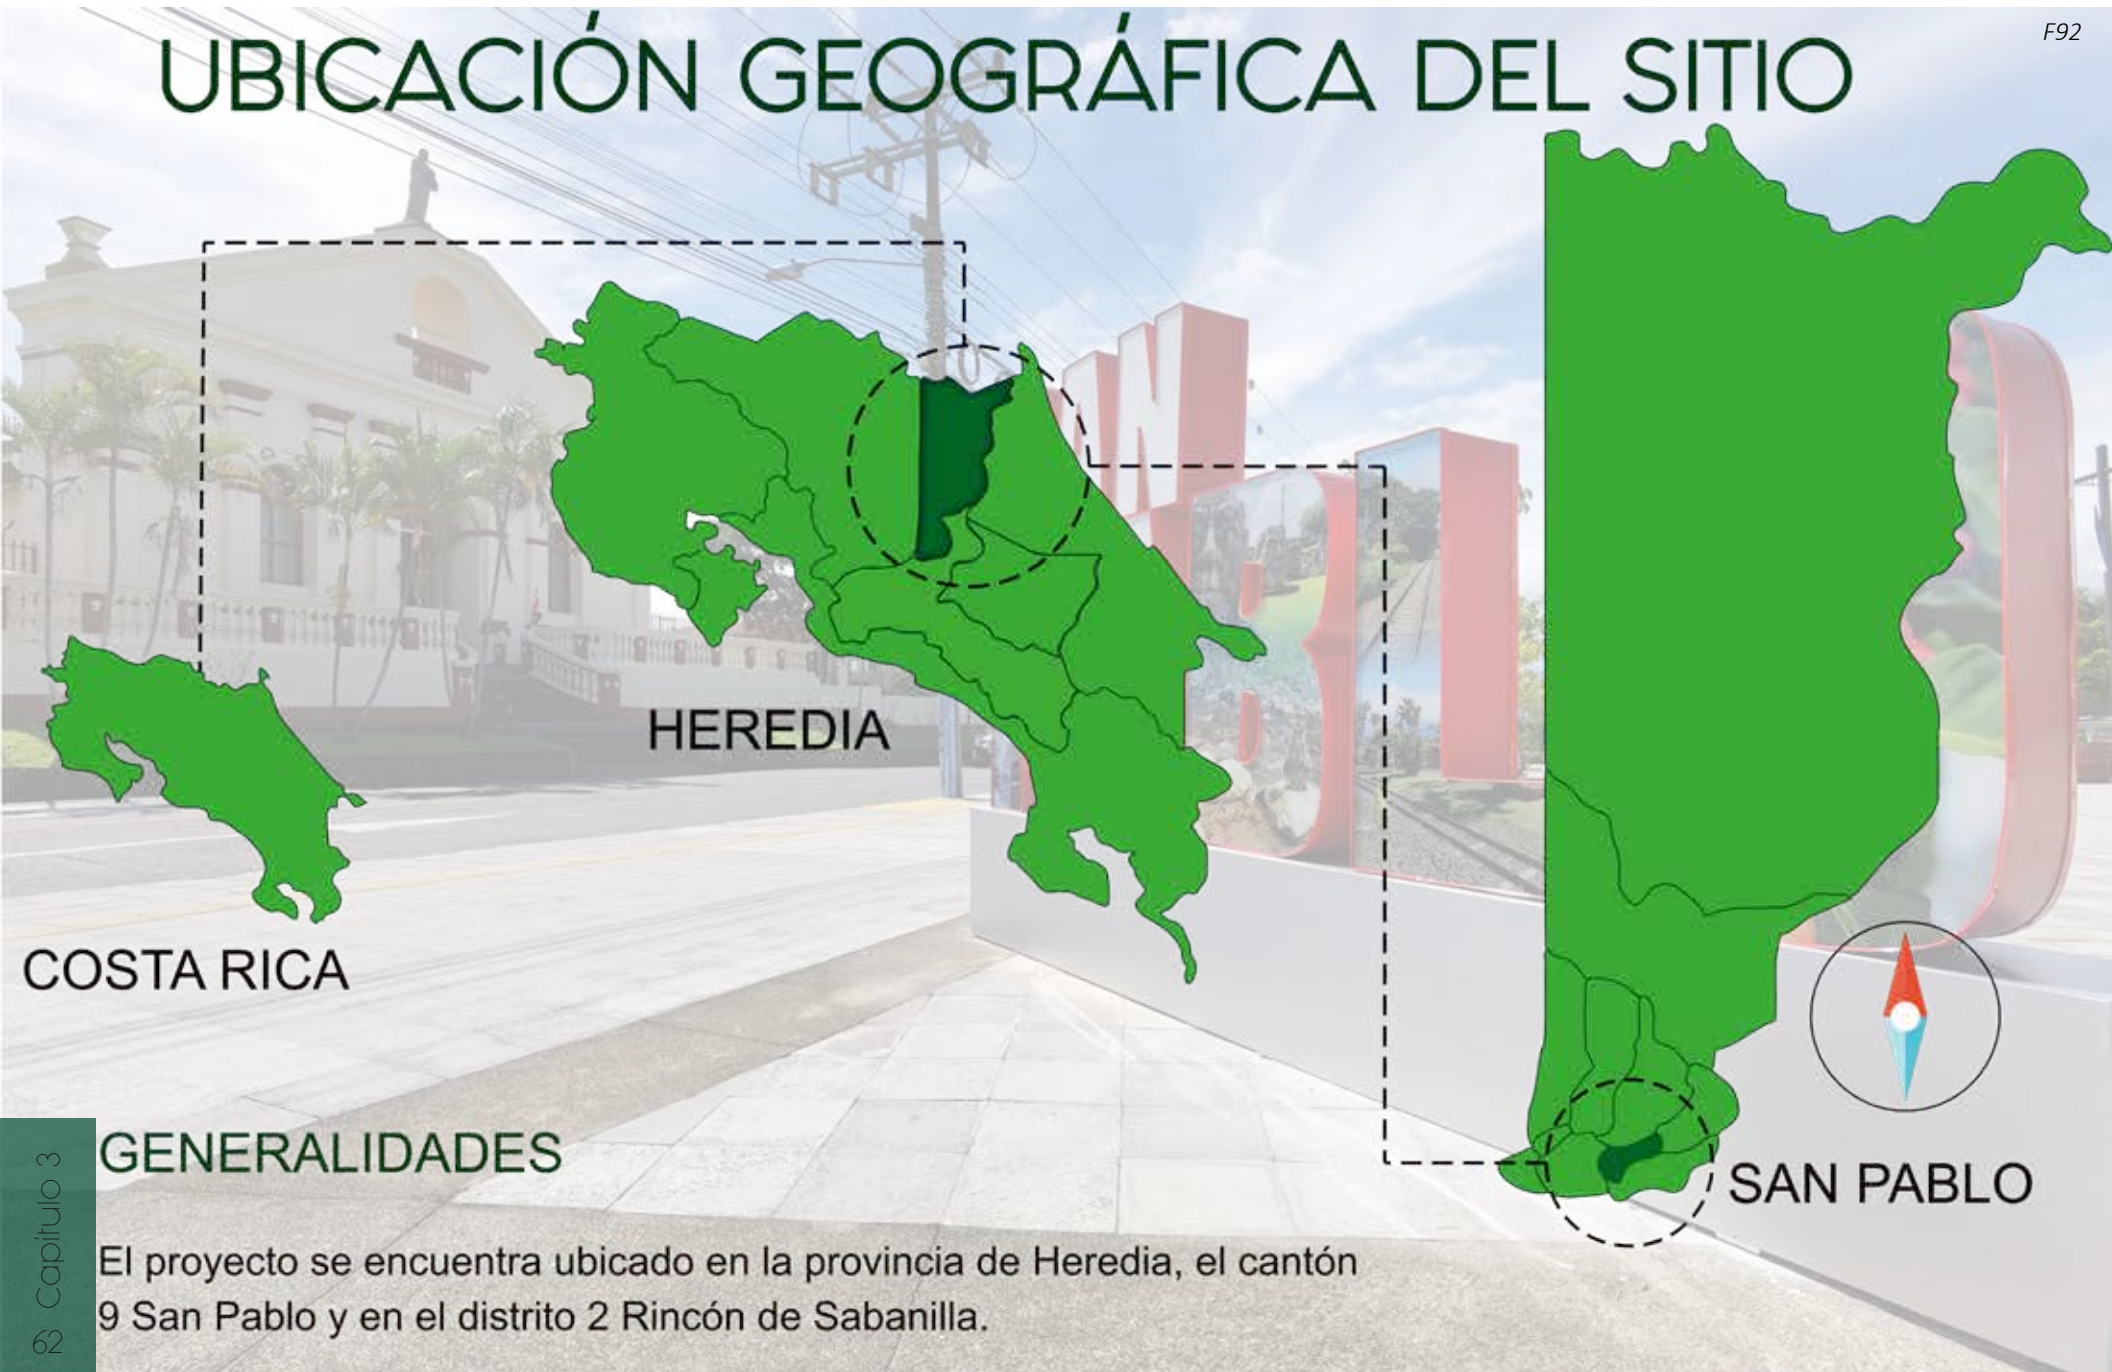 F92
UBICACIÓN GEOGRÁFICA DEL SITIO
HEREDIA
COSTA RICA
SAN PABLO
GENERALIDADES
El proyecto se encuentra ubicado en la provincia de Heredia, el cantón
9 San Pablo y en el distrito 2 Rincón de Sabanilla.
62 Capítulo 3